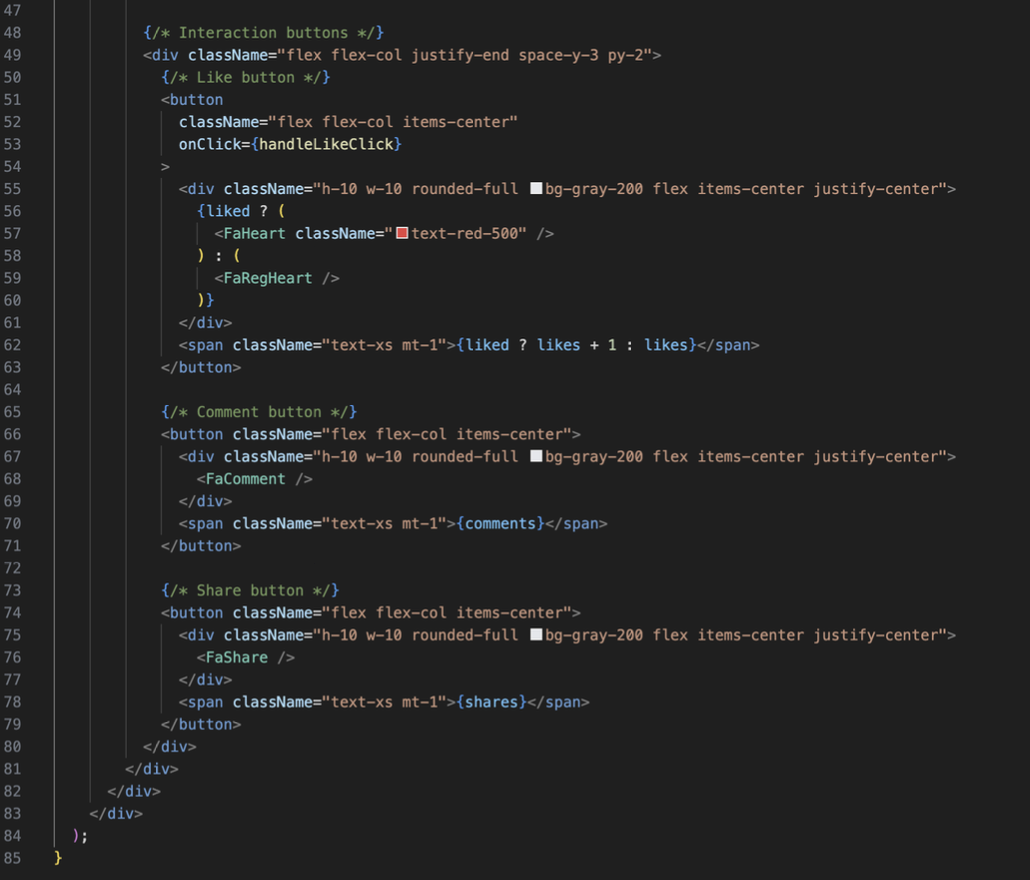 47
48 {/* Interaction buttons */}
49 <div className="flex flex-col justify-end space-y-3 py-2">
50 {/* Like button */}
51 <button
52 className="flex flex-col items-center"
53 onClick={handleLikeClick}
54 >
55 <div className="h-10 w-10 rounded-full bg-gray-200 flex items-center justify-center">
56 {liked ? (
57 <FaHeart className="text-red-500" />
58 ) : (
59 <FaRegHeart />
60 )}
61 </div>
62 <span className="text-xs mt-1">{liked ? likes + 1 : likes}</span>
63 </button>
64
65 {/* Comment button */}
66 <button className="flex flex-col items-center">
67 <div className="h-10 w-10 rounded-full bg-gray-200 flex items-center justify-center">
68 <FaComment />
69 </div>
70 <span className="text-xs mt-1">{comments}</span>
71 </button>
72
73 {/* Share button */}
74 <button className="flex flex-col items-center">
75 <div className="h-10 w-10 rounded-full bg-gray-200 flex items-center justify-center">
76 <FaShare />
77 </div>
78 <span className="text-xs mt-1">{shares}</span>
79 </button>
80 </div>
81 </div>
82 </div>
83 </div>
84 );
85 }